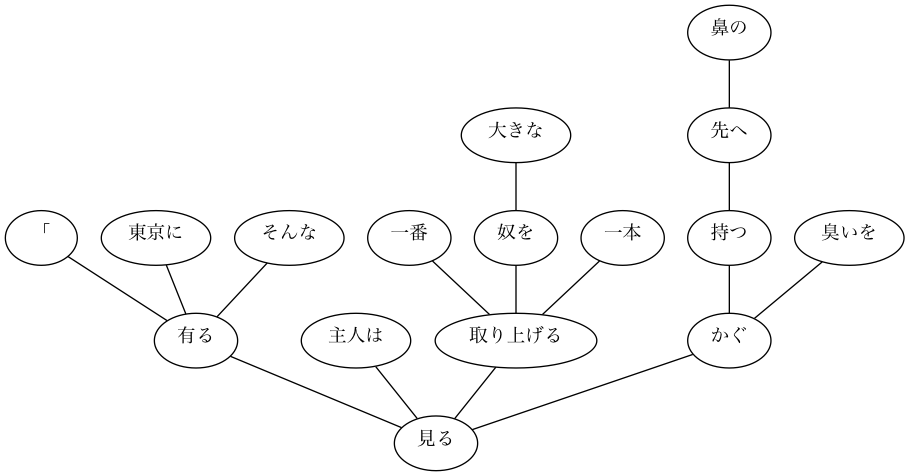 鼻の
大きな
先へ
「
東京に
そんな
一番
奴を
一本
持つ
臭いを
有る
主人は
取り上げる
かぐ
見る